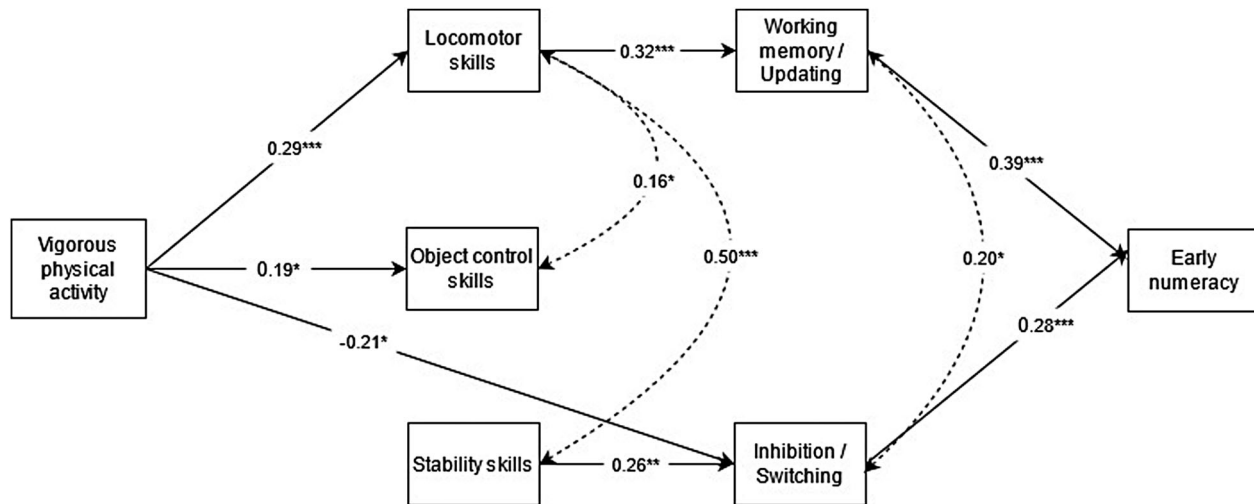 Locomotor
skills
0.32***
Working
memory /
Updating
0.29***
0.16*
0.39***
Vigorous
physical
activity
0.19*
Object control
skills
0.50***
0.20*
Early
numeracy
-0.21*
0.28***
Stability skills
0.26**
Inhibition /
Switching